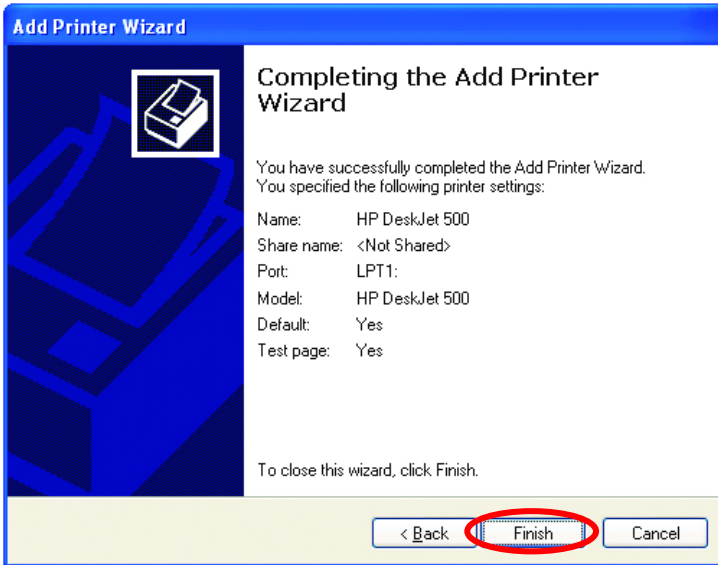 Add Printer Wizard
Completing the Add Printer
Wizard
You have successfully completed the Add Printer Wizard.
You specified the following printer settings:
Name: HP DeskJet 500
Share name: <Not Shared>
Port: LPT1:
Model: HP DeskJet 500
Default: Yes
Test page: Yes
To close this wizard, click Finish.
< Back Finish Cancel